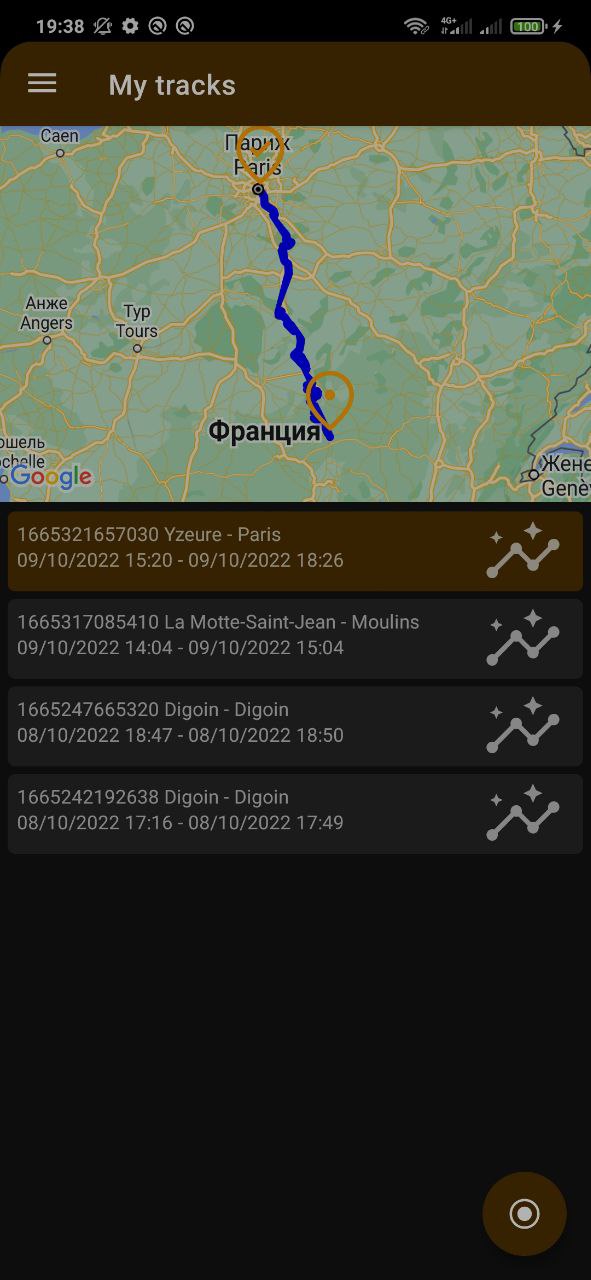 19:38
4G+
100
My tracks
Caen
Париж
Paris
Анже
Angers
Тур
Tours
Франция
Google
Жене
Genè
1665321657030 Yzeure - Paris
09/10/2022 15:20 - 09/10/2022 18:26
1665317085410 La Motte-Saint-Jean - Moulins
09/10/2022 14:04 - 09/10/2022 15:04
1665247665320 Digoin - Digoin
08/10/2022 18:47 - 08/10/2022 18:50
1665242192638 Digoin - Digoin
08/10/2022 17:16 - 08/10/2022 17:49